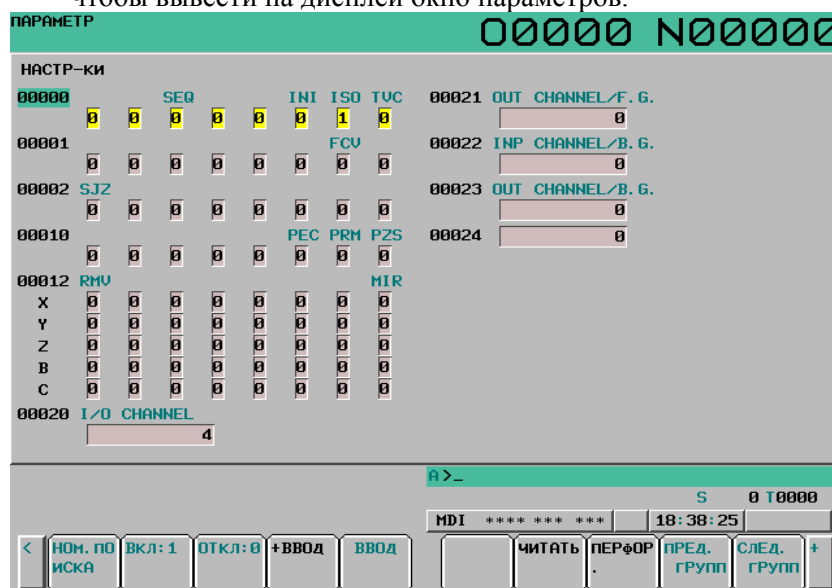 чтобы вывести на дисплей окно параметров.
ПАРАМЕТР O0000 N00000
НАСТР-КИ
00000 SEQ INI ISO TVC
0 0 0 0 0 0 1 0
00001 FCV
0 0 0 0 0 0 0 0
00002 SJZ
0 0 0 0 0 0 0 0
00010 PEC PRM PZS
0 0 0 0 0 0 0 0
00012 RMV MIR
X 0 0 0 0 0 0 0 0
Y 0 0 0 0 0 0 0 0
Z 0 0 0 0 0 0 0 0
B 0 0 0 0 0 0 0 0
C 0 0 0 0 0 0 0 0
00020 I/O CHANNEL
4
00021 OUT CHANNEL/F.G.
0
00022 INP CHANNEL/B.G.
0
00023 OUT CHANNEL/B.G.
0
00024 0
A>_
S 0 T0000
MDI **** *** *** 18:38:25
< НОМ. ПО ВКЛ:1 ОТКЛ:0 +ВВОД ВВОД ЧИТАТЬ ПЕРФОР ПРЕД. СЛЕД. +
ИСКА . ГРУПП ГРУПП